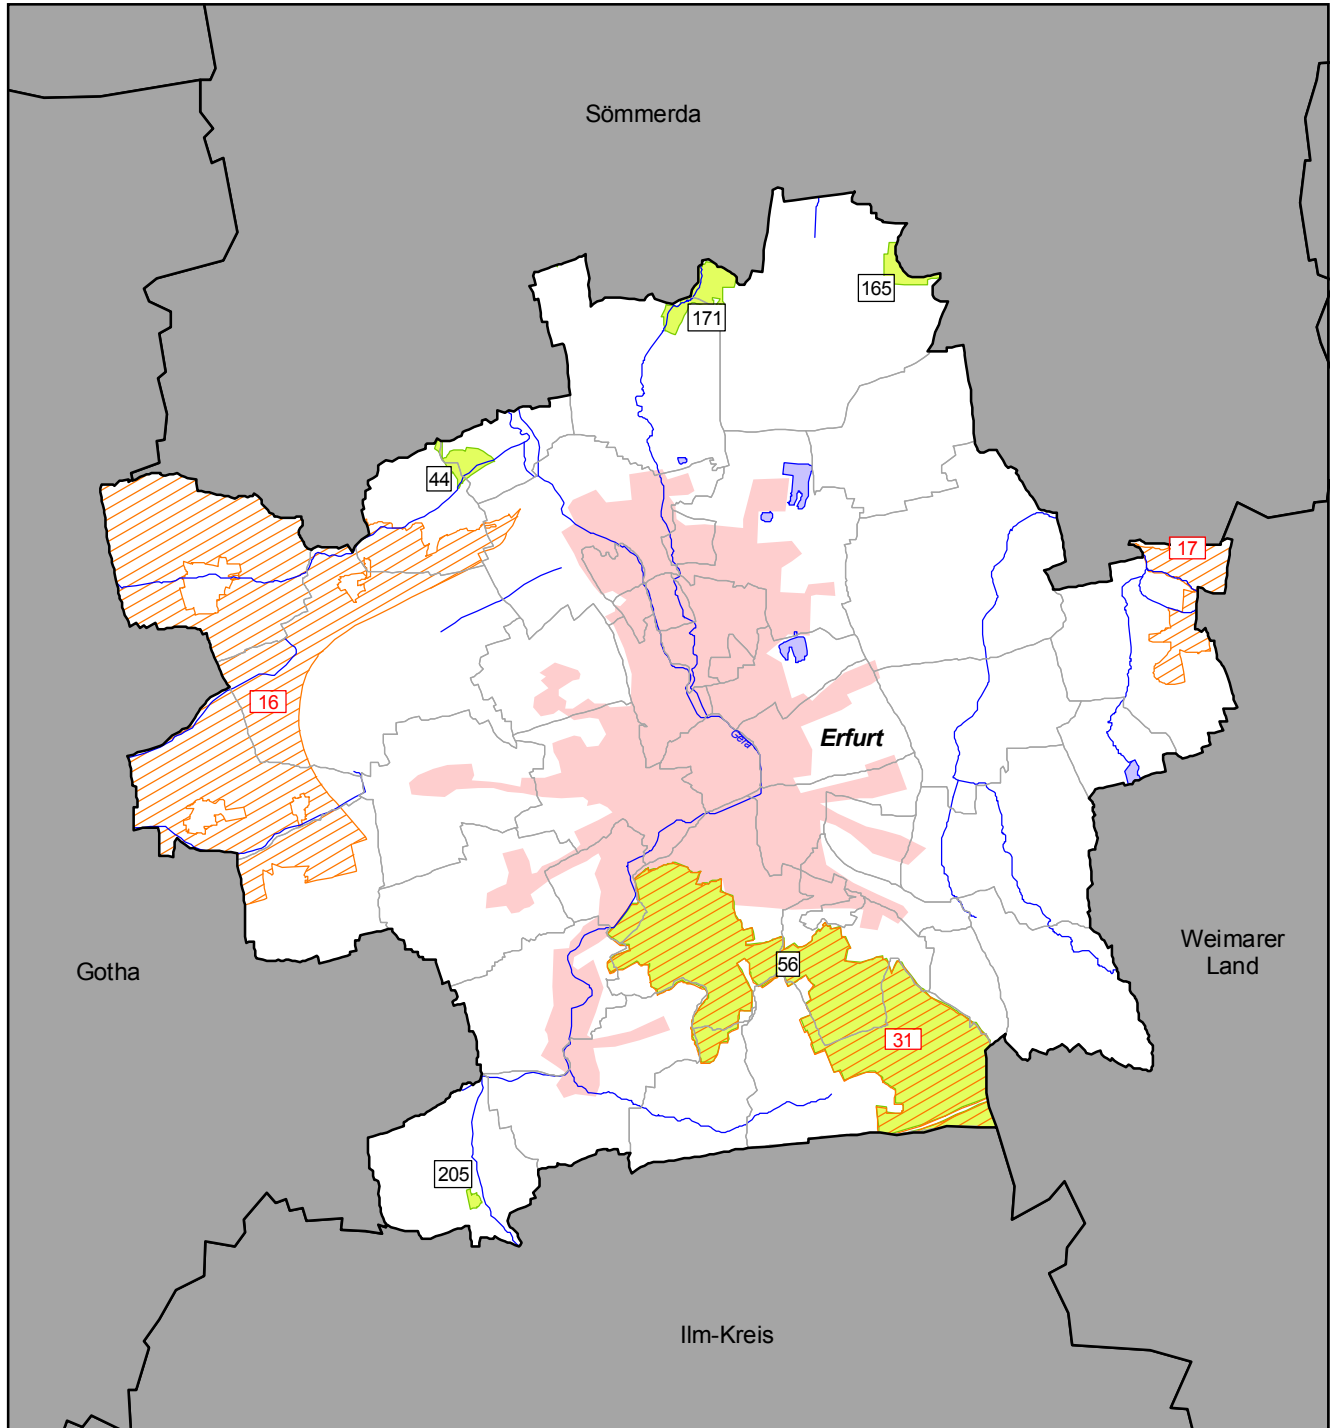 Sömmerda
165
171
44
17
16
Gera
Erfurt
Weimarer
Land
56
Gotha
31
205
Ilm-Kreis